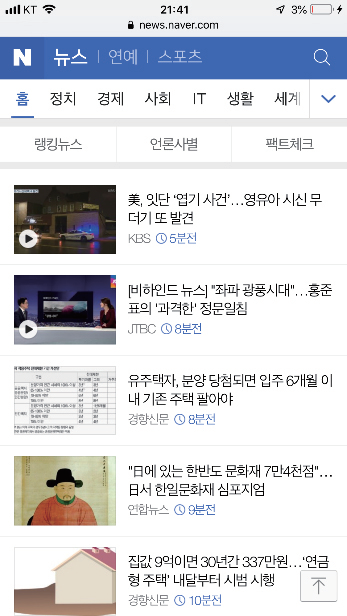 KT 21:41 3%
news.naver.com
N 뉴스 연예 스포츠
홈 정치 경제 사회 IT 생활 세계
랭킹뉴스 언론사별 팩트체크
美, 잇단 ‘엽기 사건’…영유아 시신 무
더기 또 발견
KBS 5분전
[비하인드 뉴스] "좌파 광풍시대"…홍준
표의 '과격한' 정문일침
JTBC 8분전
유주택자, 분양 당첨되면 입주 6개월 이
내 기존 주택 팔아야
경향신문 8분전
"日에 있는 한반도 문화재 7만4천점"…
日서 한일문화재 심포지엄
연합뉴스 9분전
집값 9억이면 30년간 337만원…‘연금
형 주택’ 내달부터 시범 시행
경향신문 10분전